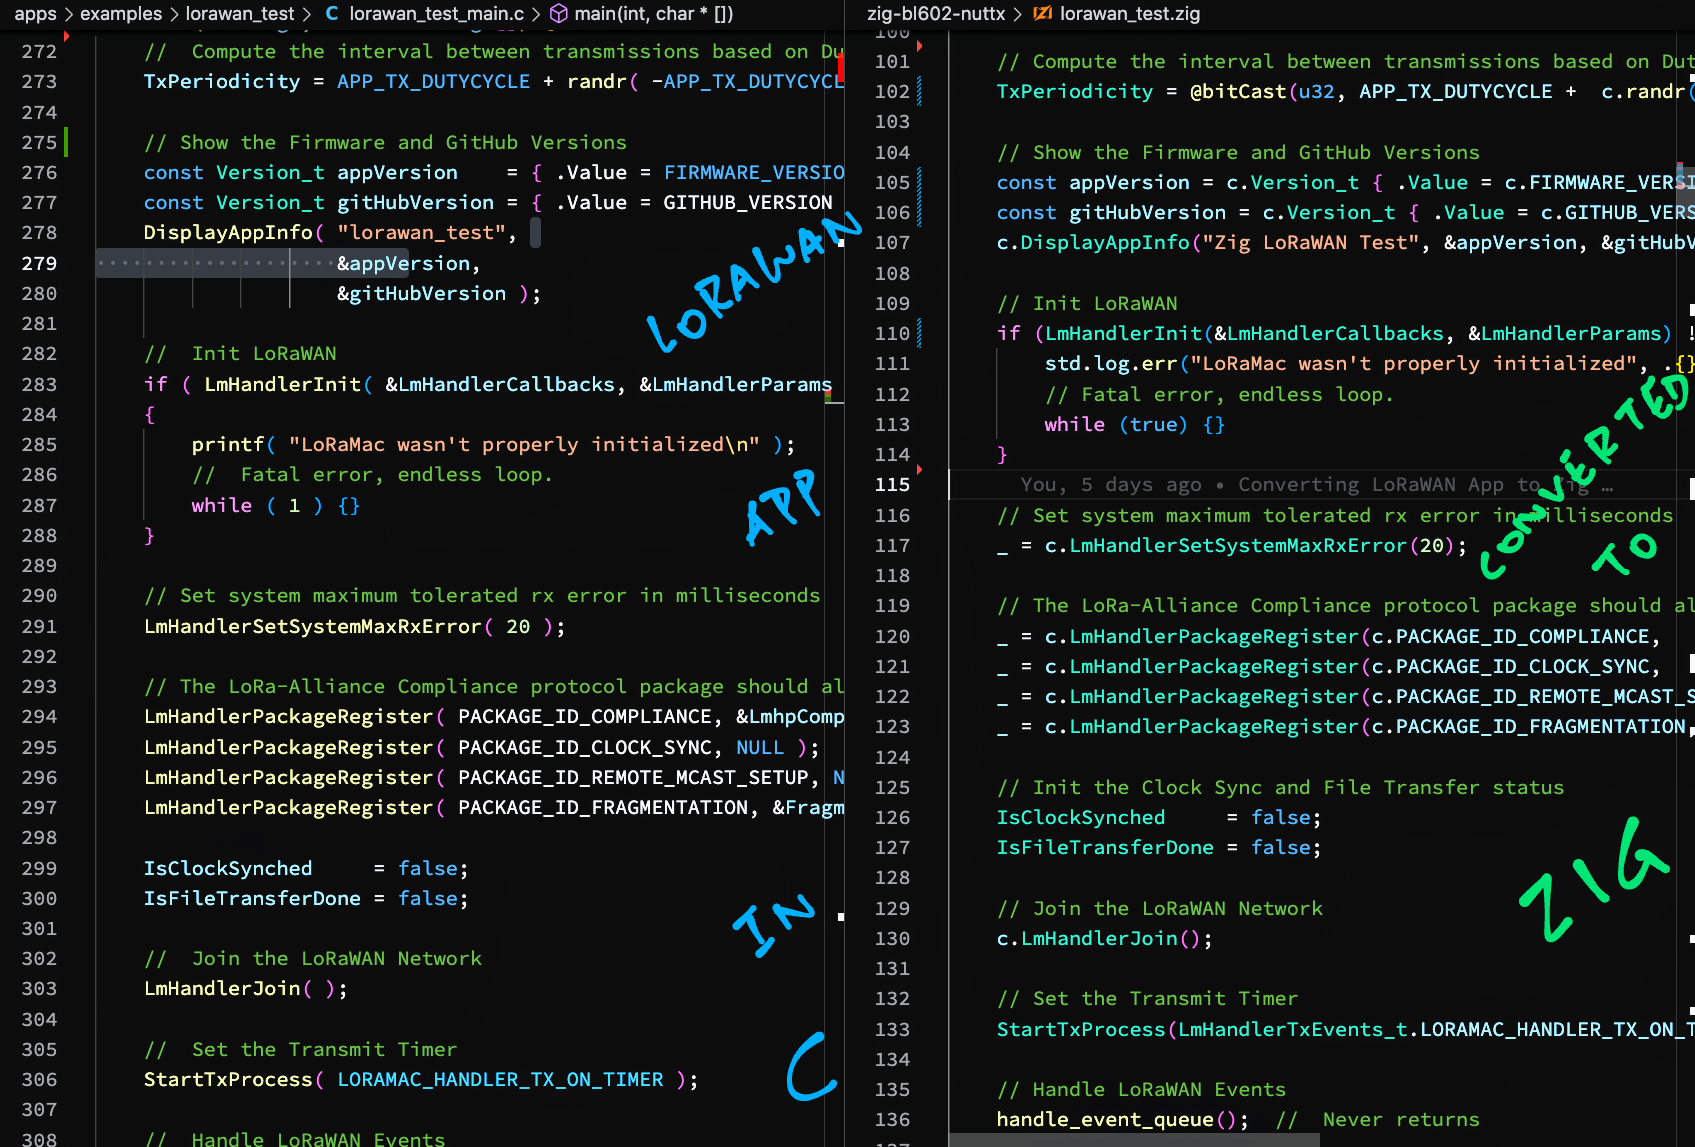 apps > examples > lorawan_test > C lorawan_test_main.c > main(int, char * [])
272 // Compute the interval between transmissions based on Du
273 TxPeriodicity = APP_TX_DUTYCYCLE + randr( -APP_TX_DUTYCYCL
274
275 // Show the Firmware and GitHub Versions
276 const Version_t appVersion    = { .Value = FIRMWARE_VERSIO
277 const Version_t gitHubVersion = { .Value = GITHUB_VERSION
278 DisplayAppInfo( "lorawan_test",
279 &appVersion,
280 &gitHubVersion );
281
282 //  Init LoRaWAN
283 if ( LmHandlerInit( &LmHandlerCallbacks, &LmHandlerParams
284 {
285 printf( "LoRaMac wasn't properly initialized\n" );
286 //  Fatal error, endless loop.
287 while ( 1 ) {}
288 }
289
290 // Set system maximum tolerated rx error in milliseconds
291 LmHandlerSetSystemMaxRxError( 20 );
292
293 // The LoRa-Alliance Compliance protocol package should al
294 LmHandlerPackageRegister( PACKAGE_ID_COMPLIANCE, &LmhpComp
295 LmHandlerPackageRegister( PACKAGE_ID_CLOCK_SYNC, NULL );
296 LmHandlerPackageRegister( PACKAGE_ID_REMOTE_MCAST_SETUP, N
297 LmHandlerPackageRegister( PACKAGE_ID_FRAGMENTATION, &Fragm
298
299 IsClockSynched     = false;
300 IsFileTransferDone = false;
301
302 //  Join the LoRaWAN Network
303 LmHandlerJoin( );
304
305 //  Set the Transmit Timer
306 StartTxProcess( LORAMAC_HANDLER_TX_ON_TIMER );
307
308 //  Handle LoRaWAN Events
LORAWAN
APP
IN
C
zig-bl602-nuttx > lorawan_test.zig
100
101 // Compute the interval between transmissions based on Dut
102 TxPeriodicity = @bitCast(u32, APP_TX_DUTYCYCLE +  c.randr(
103
104 // Show the Firmware and GitHub Versions
105 const appVersion = c.Version_t { .Value = c.FIRMWARE_VERSI
106 const gitHubVersion = c.Version_t { .Value = c.GITHUB_VERS
107 c.DisplayAppInfo("Zig LoRaWAN Test", &appVersion, &gitHubV
108
109 // Init LoRaWAN
110 if (LmHandlerInit(&LmHandlerCallbacks, &LmHandlerParams) !
111 std.log.err("LoRaMac wasn't properly initialized", .{}
112 // Fatal error, endless loop.
113 while (true) {}
114 }
115 You, 5 days ago • Converting LoRaWAN App to Zig …
116 // Set system maximum tolerated rx error in milliseconds
117 _ = c.LmHandlerSetSystemMaxRxError(20);
118
119 // The LoRa-Alliance Compliance protocol package should al
120 _ = c.LmHandlerPackageRegister(c.PACKAGE_ID_COMPLIANCE,
121 _ = c.LmHandlerPackageRegister(c.PACKAGE_ID_CLOCK_SYNC,
122 _ = c.LmHandlerPackageRegister(c.PACKAGE_ID_REMOTE_MCAST_S
123 _ = c.LmHandlerPackageRegister(c.PACKAGE_ID_FRAGMENTATION,
124
125 // Init the Clock Sync and File Transfer status
126 IsClockSynched     = false;
127 IsFileTransferDone = false;
128
129 // Join the LoRaWAN Network
130 c.LmHandlerJoin();
131
132 // Set the Transmit Timer
133 StartTxProcess(LmHandlerTxEvents_t.LORAMAC_HANDLER_TX_ON_T
134
135 // Handle LoRaWAN Events
136 handle_event_queue();  //  Never returns
CONVERTED
TO
ZIG